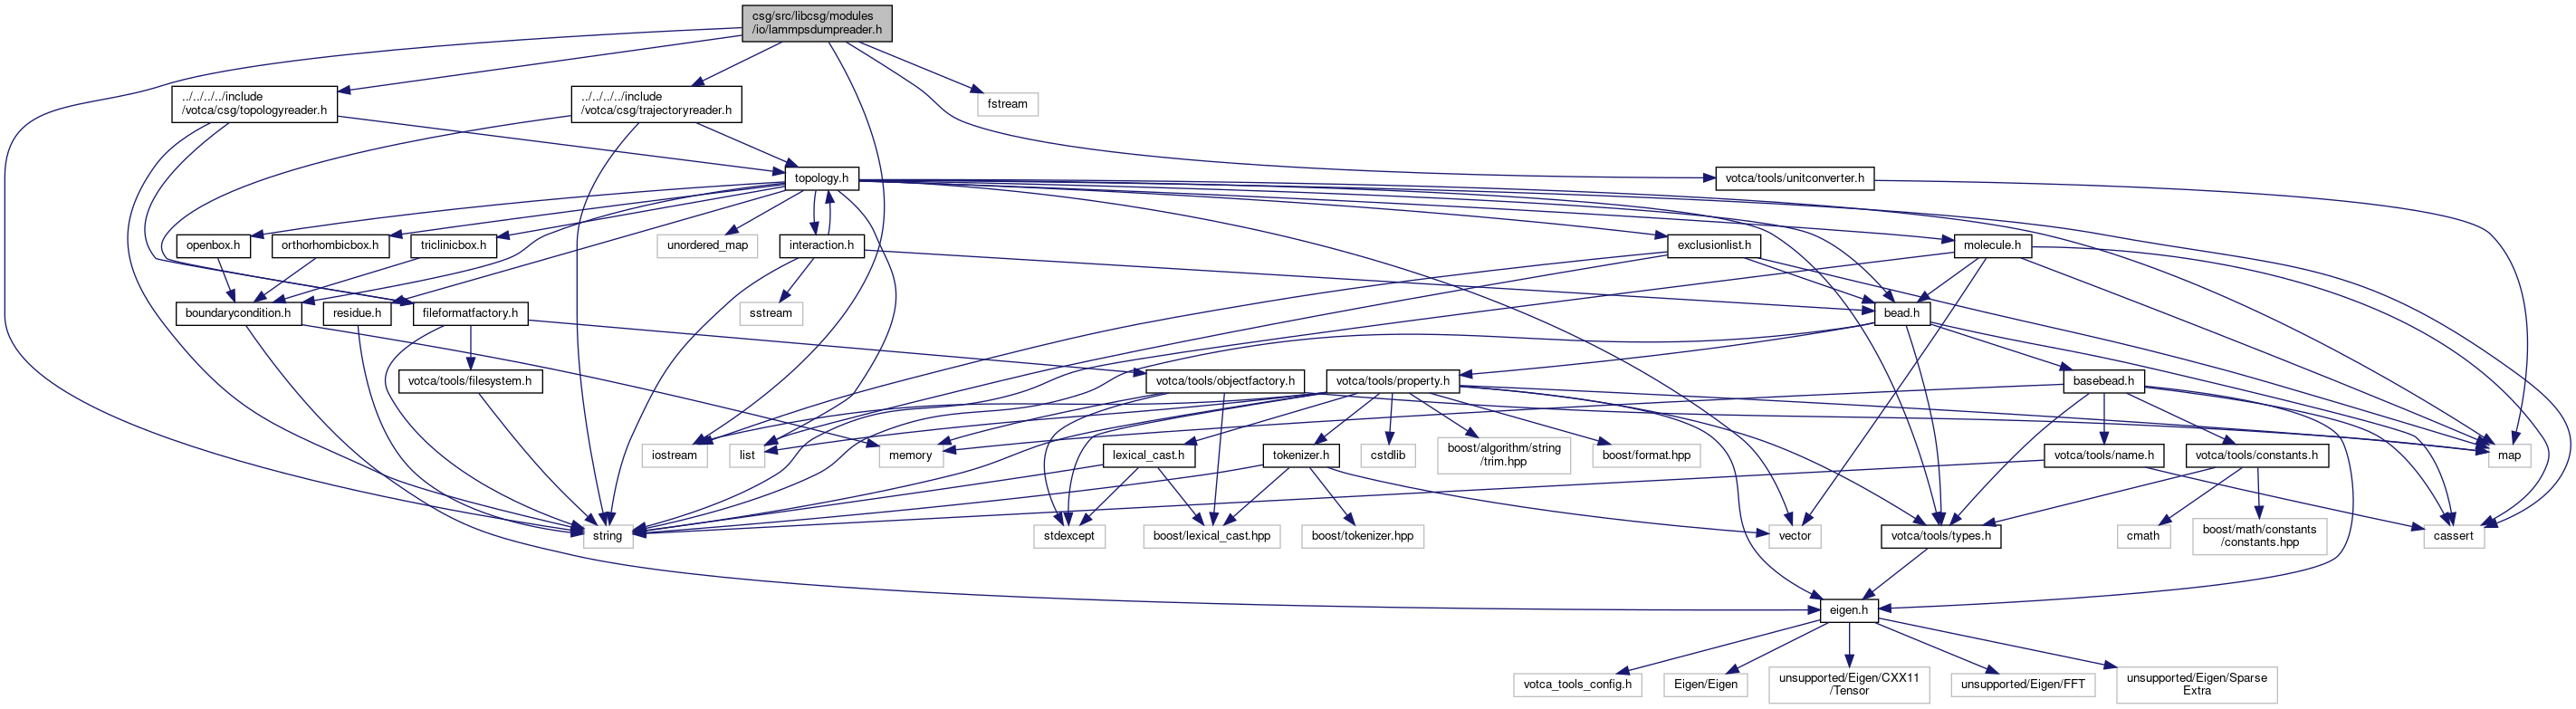 csg/src/libcsg/modules
/io/lammpsdumpreader.h
../../../../include
/votca/csg/topologyreader.h
../../../../include
/votca/csg/trajectoryreader.h
fstream
topology.h
votca/tools/unitconverter.h
openbox.h
orthorhombicbox.h
triclinicbox.h
unordered_map
interaction.h
exclusionlist.h
molecule.h
boundarycondition.h
residue.h
fileformatfactory.h
sstream
bead.h
votca/tools/filesystem.h
votca/tools/objectfactory.h
votca/tools/property.h
basebead.h
iostream
list
memory
lexical_cast.h
tokenizer.h
cstdlib
boost/algorithm/string
/trim.hpp
boost/format.hpp
votca/tools/name.h
votca/tools/constants.h
map
string
stdexcept
boost/lexical_cast.hpp
boost/tokenizer.hpp
vector
votca/tools/types.h
cmath
boost/math/constants
/constants.hpp
cassert
eigen.h
votca_tools_config.h
Eigen/Eigen
unsupported/Eigen/CXX11
/Tensor
unsupported/Eigen/FFT
unsupported/Eigen/Sparse
Extra